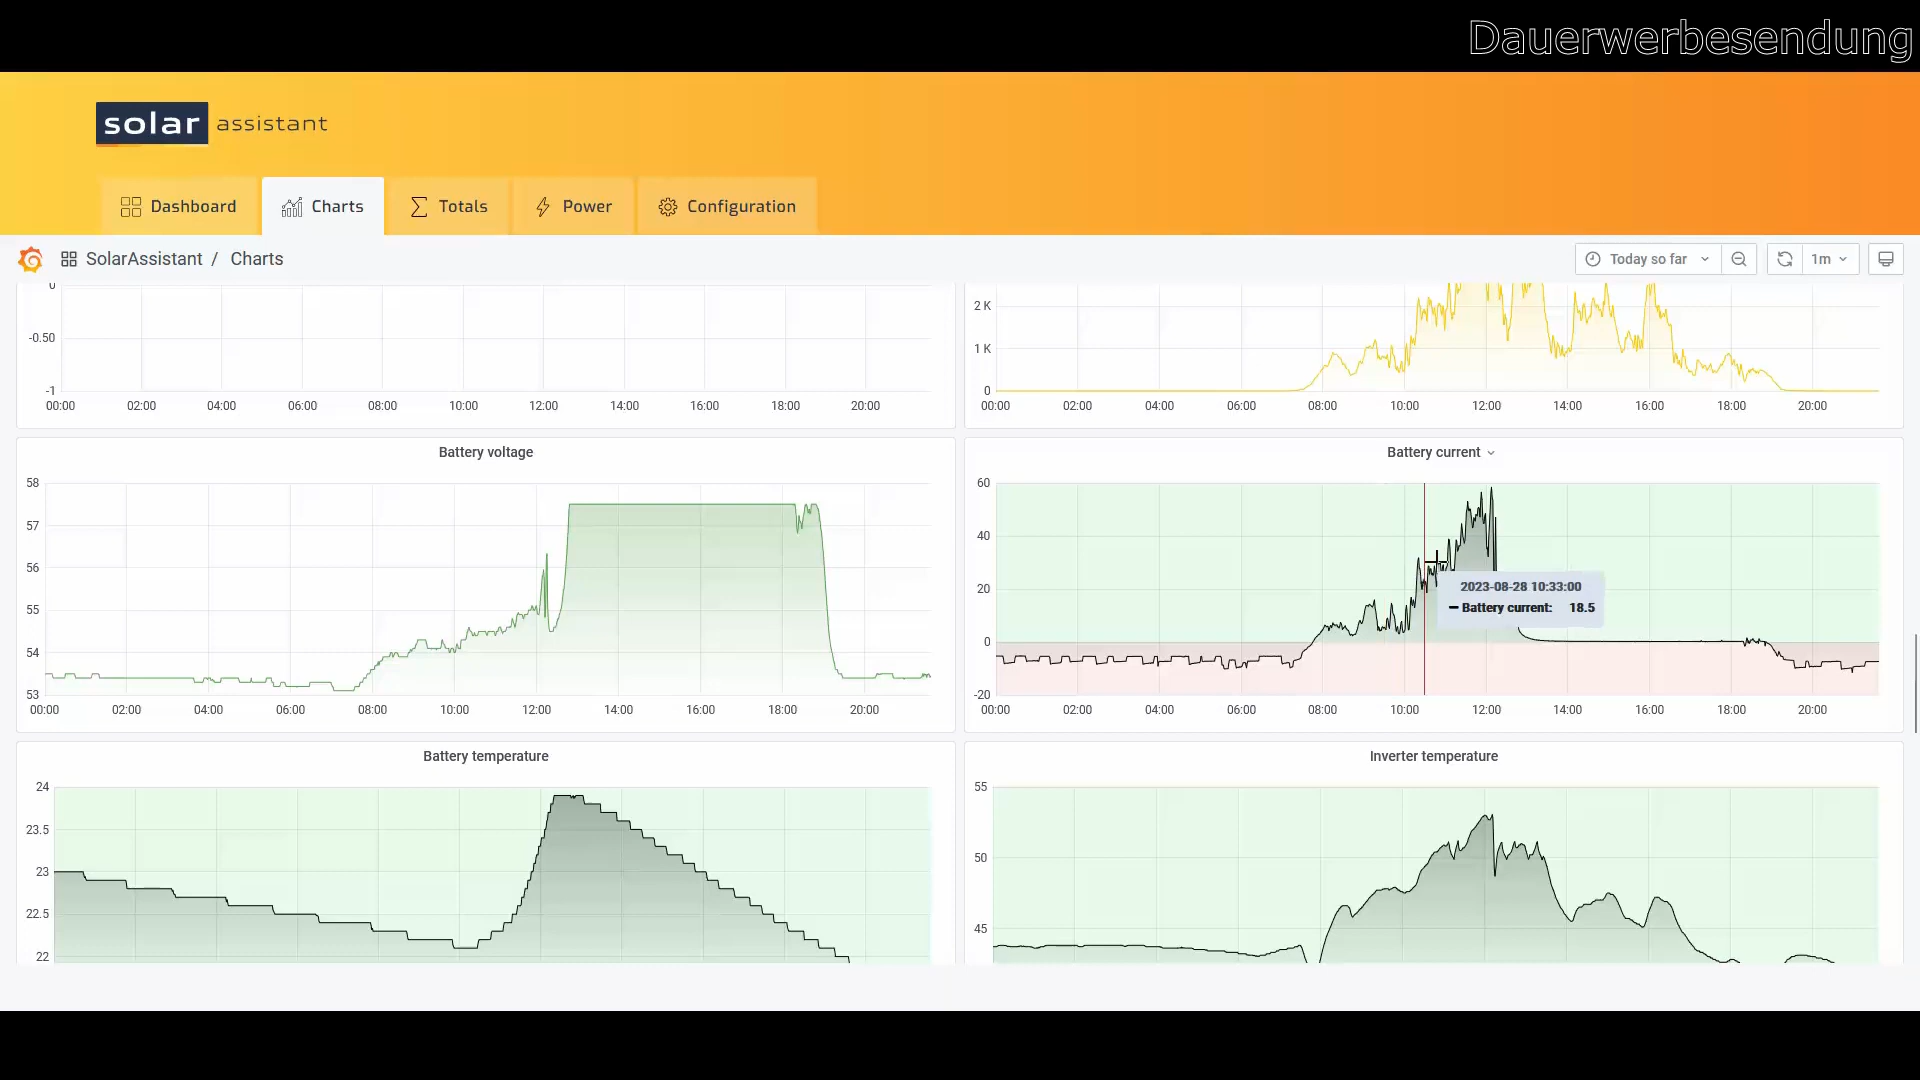 Dauerwerbesendung
solar assistant
Dashboard Charts Totals Power Configuration
SolarAssistant / Charts Today so far 1m
0
-0.50
-1
00:00 02:00 04:00 06:00 08:00 10:00 12:00 14:00 16:00 18:00 20:00
2 K
1 K
0
00:00 02:00 04:00 06:00 08:00 10:00 12:00 14:00 16:00 18:00 20:00
Battery voltage
58
57
56
55
54
53
00:00 02:00 04:00 06:00 08:00 10:00 12:00 14:00 16:00 18:00 20:00
Battery current
60
40
20
0
-20
00:00 02:00 04:00 06:00 08:00 10:00 12:00 14:00 16:00 18:00 20:00
2023-08-28 10:33:00
Battery current: 18.5
Battery temperature
24
23.5
23
22.5
22
Inverter temperature
55
50
45